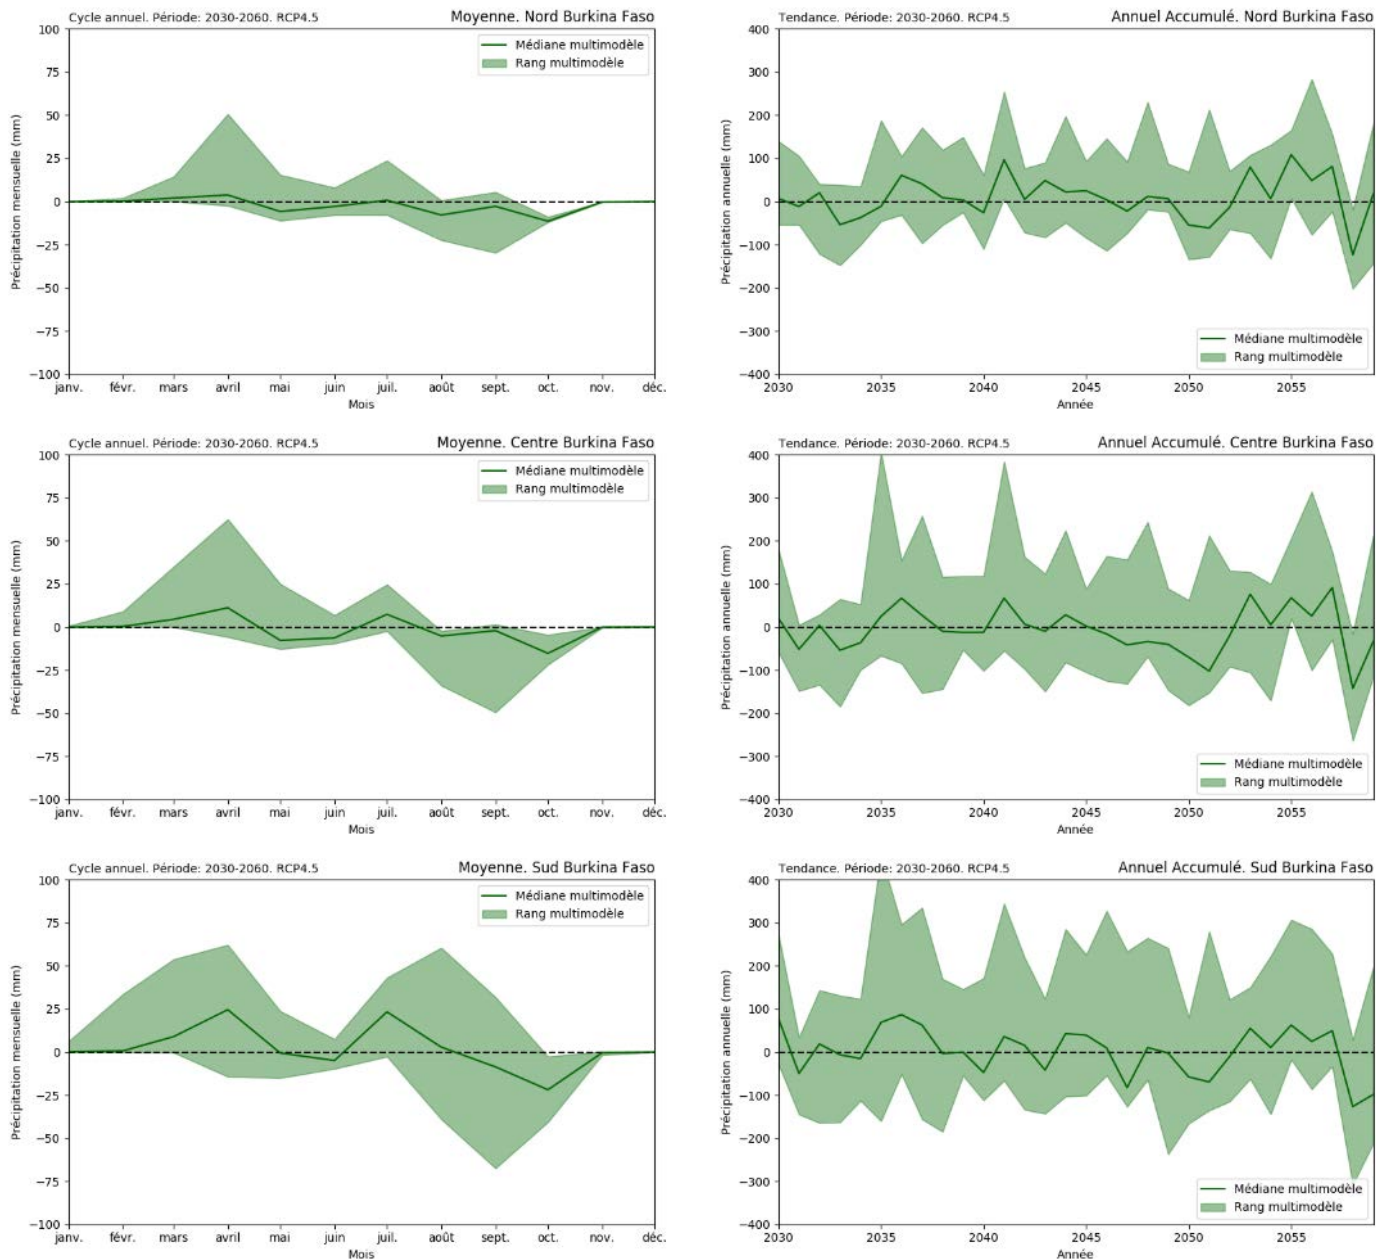 Cycle annuel. Période: 2030-2060. RCP4.5 Moyenne. Nord Burkina Faso
100
75
50
25
0
−25
−50
−75
−100
Précipitation mensuelle (mm)
Médiane multimodèle
Rang multimodèle
janv. févr. mars avril mai juin juil. août sept. oct. nov. déc.
Mois
Tendance. Période: 2030-2060. RCP4.5 Annuel Accumulé. Nord Burkina Faso
400
300
200
100
0
−100
−200
−300
−400
Précipitation annuelle (mm)
Médiane multimodèle
Rang multimodèle
2030 2035 2040 2045 2050 2055
Année
Cycle annuel. Période: 2030-2060. RCP4.5 Moyenne. Centre Burkina Faso
100
75
50
25
0
−25
−50
−75
−100
Précipitation mensuelle (mm)
Médiane multimodèle
Rang multimodèle
janv. févr. mars avril mai juin juil. août sept. oct. nov. déc.
Mois
Tendance. Période: 2030-2060. RCP4.5 Annuel Accumulé. Centre Burkina Faso
400
300
200
100
0
−100
−200
−300
−400
Précipitation annuelle (mm)
Médiane multimodèle
Rang multimodèle
2030 2035 2040 2045 2050 2055
Année
Cycle annuel. Période: 2030-2060. RCP4.5 Moyenne. Sud Burkina Faso
100
75
50
25
0
−25
−50
−75
−100
Précipitation mensuelle (mm)
Médiane multimodèle
Rang multimodèle
janv. févr. mars avril mai juin juil. août sept. oct. nov. déc.
Mois
Tendance. Période: 2030-2060. RCP4.5 Annuel Accumulé. Sud Burkina Faso
400
300
200
100
0
−100
−200
−300
−400
Précipitation annuelle (mm)
Médiane multimodèle
Rang multimodèle
2030 2035 2040 2045 2050 2055
Année